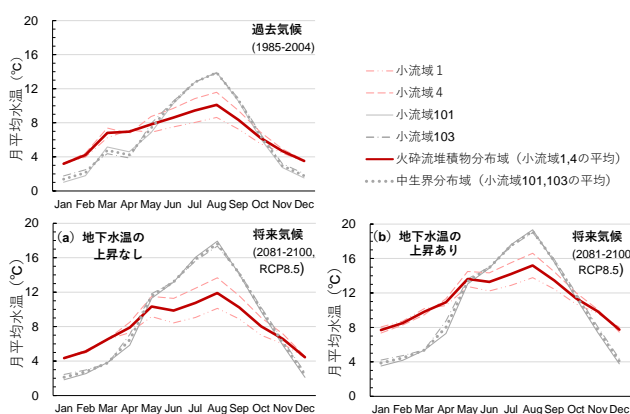 過去気候
(1985-2004)
月平均水温（℃）
20
16
12
8
4
0
Jan Feb Mar Apr May Jun Jul Aug Sep Oct Nov Dec
小流域１
小流域４
小流域101
小流域103
火砕流堆積物分布域（小流域1,4の平均）
中生界分布域（小流域101,103の平均）
(a) 地下水温の
上昇なし
将来気候
(2081-2100,
RCP8.5)
月平均水温（℃）
20
16
12
8
4
0
Jan Feb Mar Apr May Jun Jul Aug Sep Oct Nov Dec
(b) 地下水温の
上昇あり
将来気候
(2081-2100,
RCP8.5)
月平均水温（℃）
20
16
12
8
4
0
Jan Feb Mar Apr May Jun Jul Aug Sep Oct Nov Dec